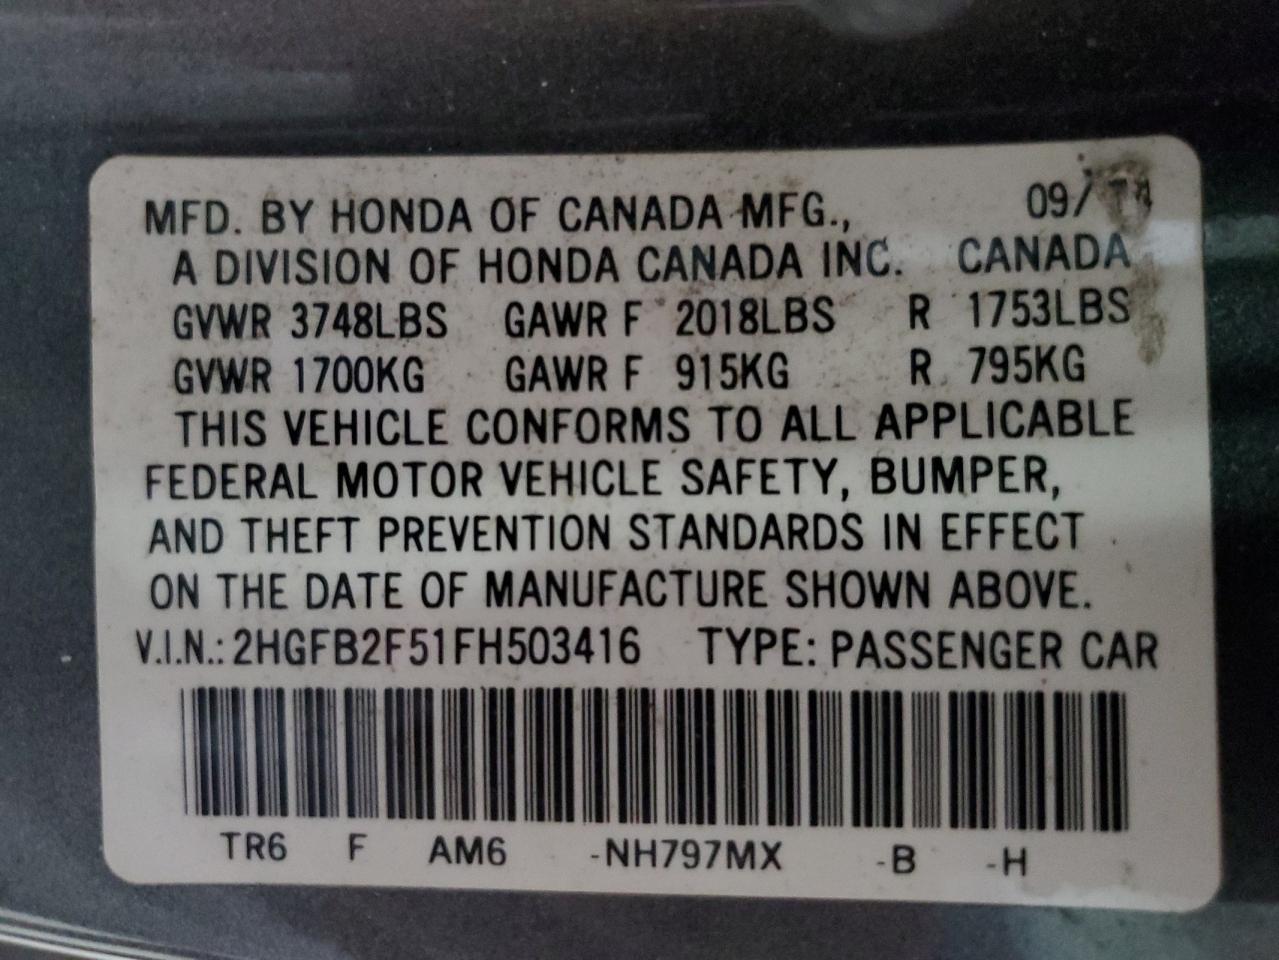 MFD. BY HONDA OF CANADA MFG., 09/14
A DIVISION OF HONDA CANADA INC. CANADA
GVWR 3748LBS GAWR F 2018LBS R 1753LBS
GVWR 1700KG GAWR F 915KG R 795KG
THIS VEHICLE CONFORMS TO ALL APPLICABLE
FEDERAL MOTOR VEHICLE SAFETY, BUMPER,
AND THEFT PREVENTION STANDARDS IN EFFECT
ON THE DATE OF MANUFACTURE SHOWN ABOVE.
V.I.N.: 2HGFB2F51FH503416 TYPE: PASSENGER CAR
TR6 F AM6 -NH797MX -B -H